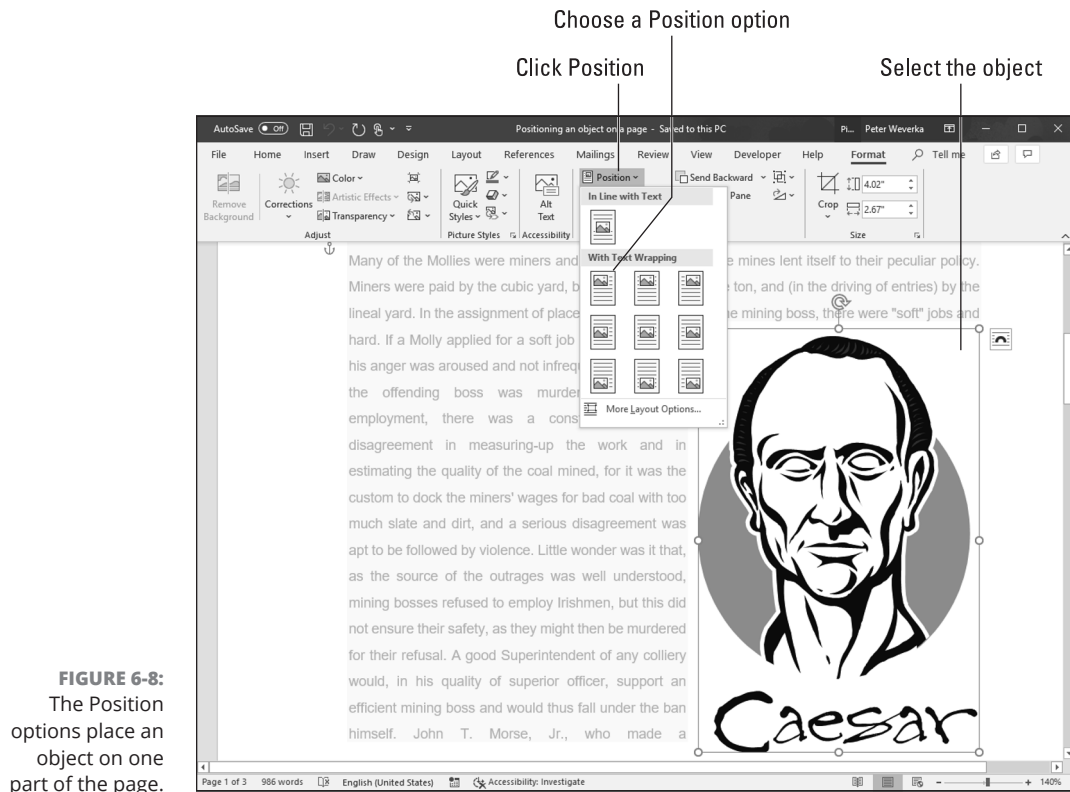 Choose a Position option
Click Position
Select the object
AutoSave Off
Positioning an object on a page - Saved to this PC
Pi... Peter Weverka
File Home Insert Draw Design Layout References Mailings Review View Developer Help Format Tell me
Remove
Background
Corrections
Color
Artistic Effects
Transparency
Adjust
Quick
Styles
Picture Styles
Alt
Text
Accessibility
Position
Send Backward
Pane
Crop
4.02"
2.67"
Size
In Line with Text
With Text Wrapping
More Layout Options...
Many of the Mollies were miners and
e mines lent itself to their peculiar policy.
Miners were paid by the cubic yard, b
e ton, and (in the driving of entries) by the
lineal yard. In the assignment of place
e mining boss, there were "soft" jobs and
hard. If a Molly applied for a soft job
his anger was aroused and not infrequ
the offending boss was murder
employment, there was a cons
disagreement in measuring-up the work and in
estimating the quality of the coal mined, for it was the
custom to dock the miners' wages for bad coal with too
much slate and dirt, and a serious disagreement was
apt to be followed by violence. Little wonder was it that,
as the source of the outrages was well understood,
mining bosses refused to employ Irishmen, but this did
not ensure their safety, as they might then be murdered
for their refusal. A good Superintendent of any colliery
would, in his quality of superior officer, support an
efficient mining boss and would thus fall under the ban
himself. John T. Morse, Jr., who made a
Caesar
Page 1 of 3 986 words English (United States) Accessibility: Investigate 140%
FIGURE 6-8:
The Position
options place an
object on one
part of the page.